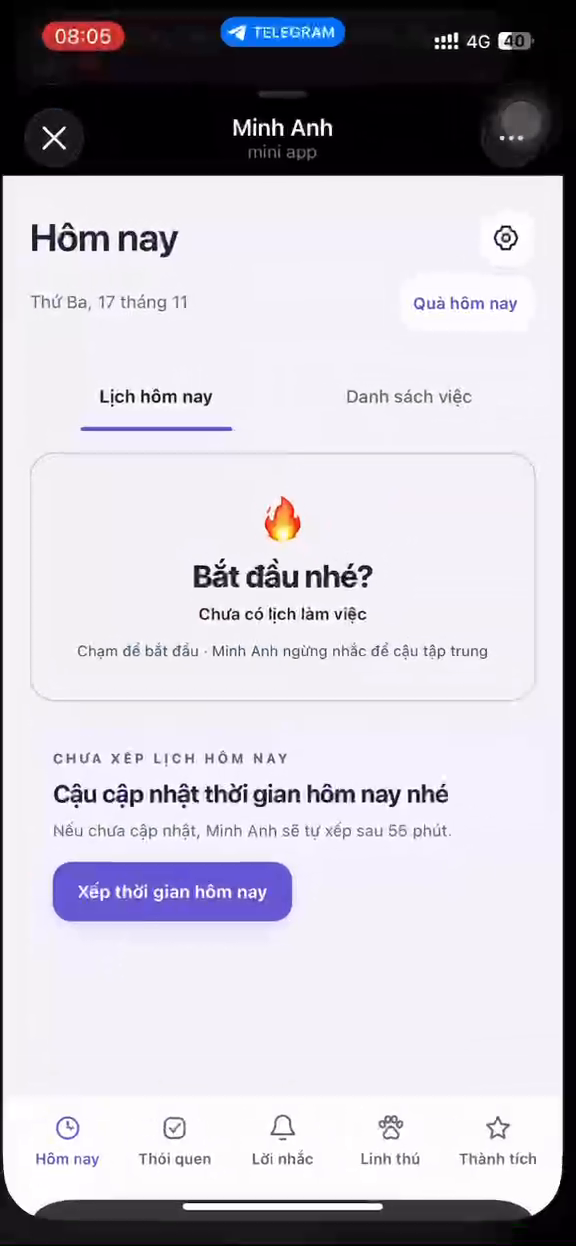 08:05
TELEGRAM
4G
40
Minh Anh
mini app
Hôm nay
Thứ Ba, 17 tháng 11
Quà hôm nay
Lịch hôm nay
Danh sách việc
Bắt đầu nhé?
Chưa có lịch làm việc
Chạm để bắt đầu · Minh Anh ngừng nhắc để cậu tập trung
CHƯA XẾP LỊCH HÔM NAY
Cậu cập nhật thời gian hôm nay nhé
Nếu chưa cập nhật, Minh Anh sẽ tự xếp sau 56 phút.
Xếp thời gian hôm nay
Hôm nay
Thói quen
Lời nhắc
Linh thú
Thành tích